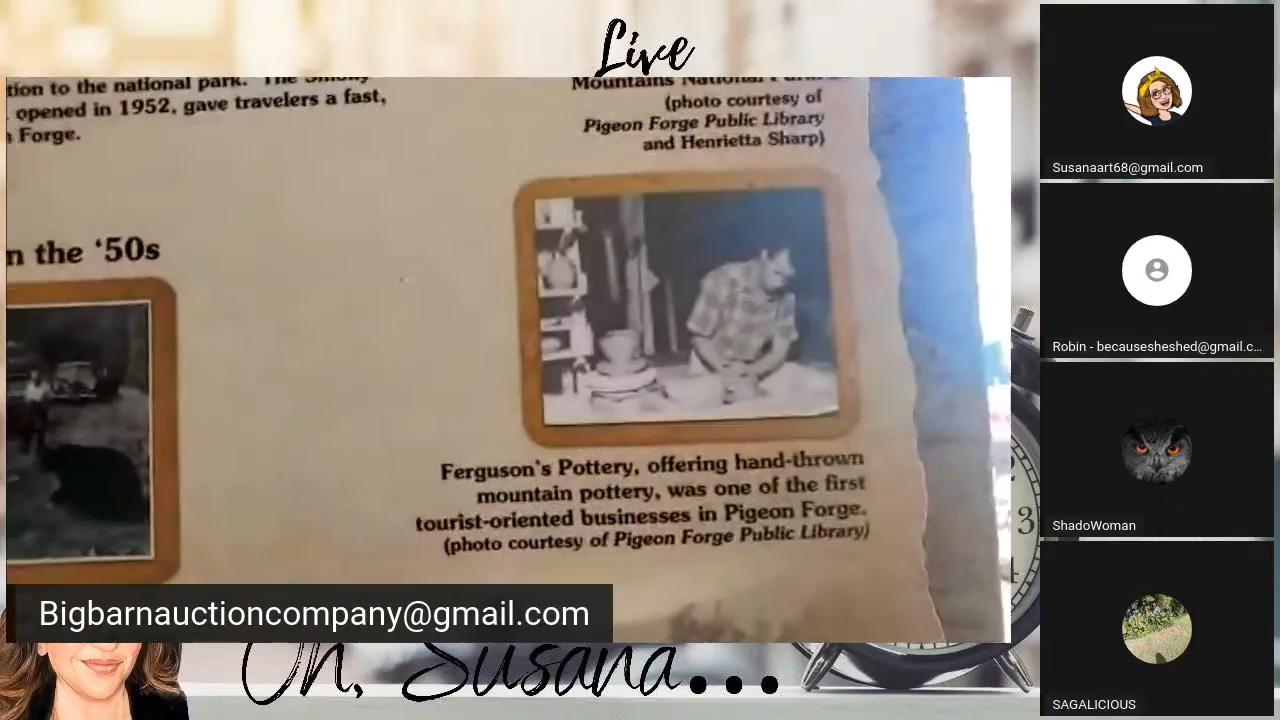 Live
tion to the national park. The Smoky
opened in 1952, gave travelers a fast,
Forge.
Mountains National Park.
(photo courtesy of
Pigeon Forge Public Library
and Henrietta Sharp)
n the ‘50s
Ferguson's Pottery, offering hand-thrown
mountain pottery, was one of the first
tourist-oriented businesses in Pigeon Forge.
(photo courtesy of Pigeon Forge Public Library)
Bigbarnauctioncompany@gmail.com
Oh, Susana...
3
4
Susanaart68@gmail.com
Robin - becausesheshed@gmail.c...
ShadoWoman
SAGALICIOUS